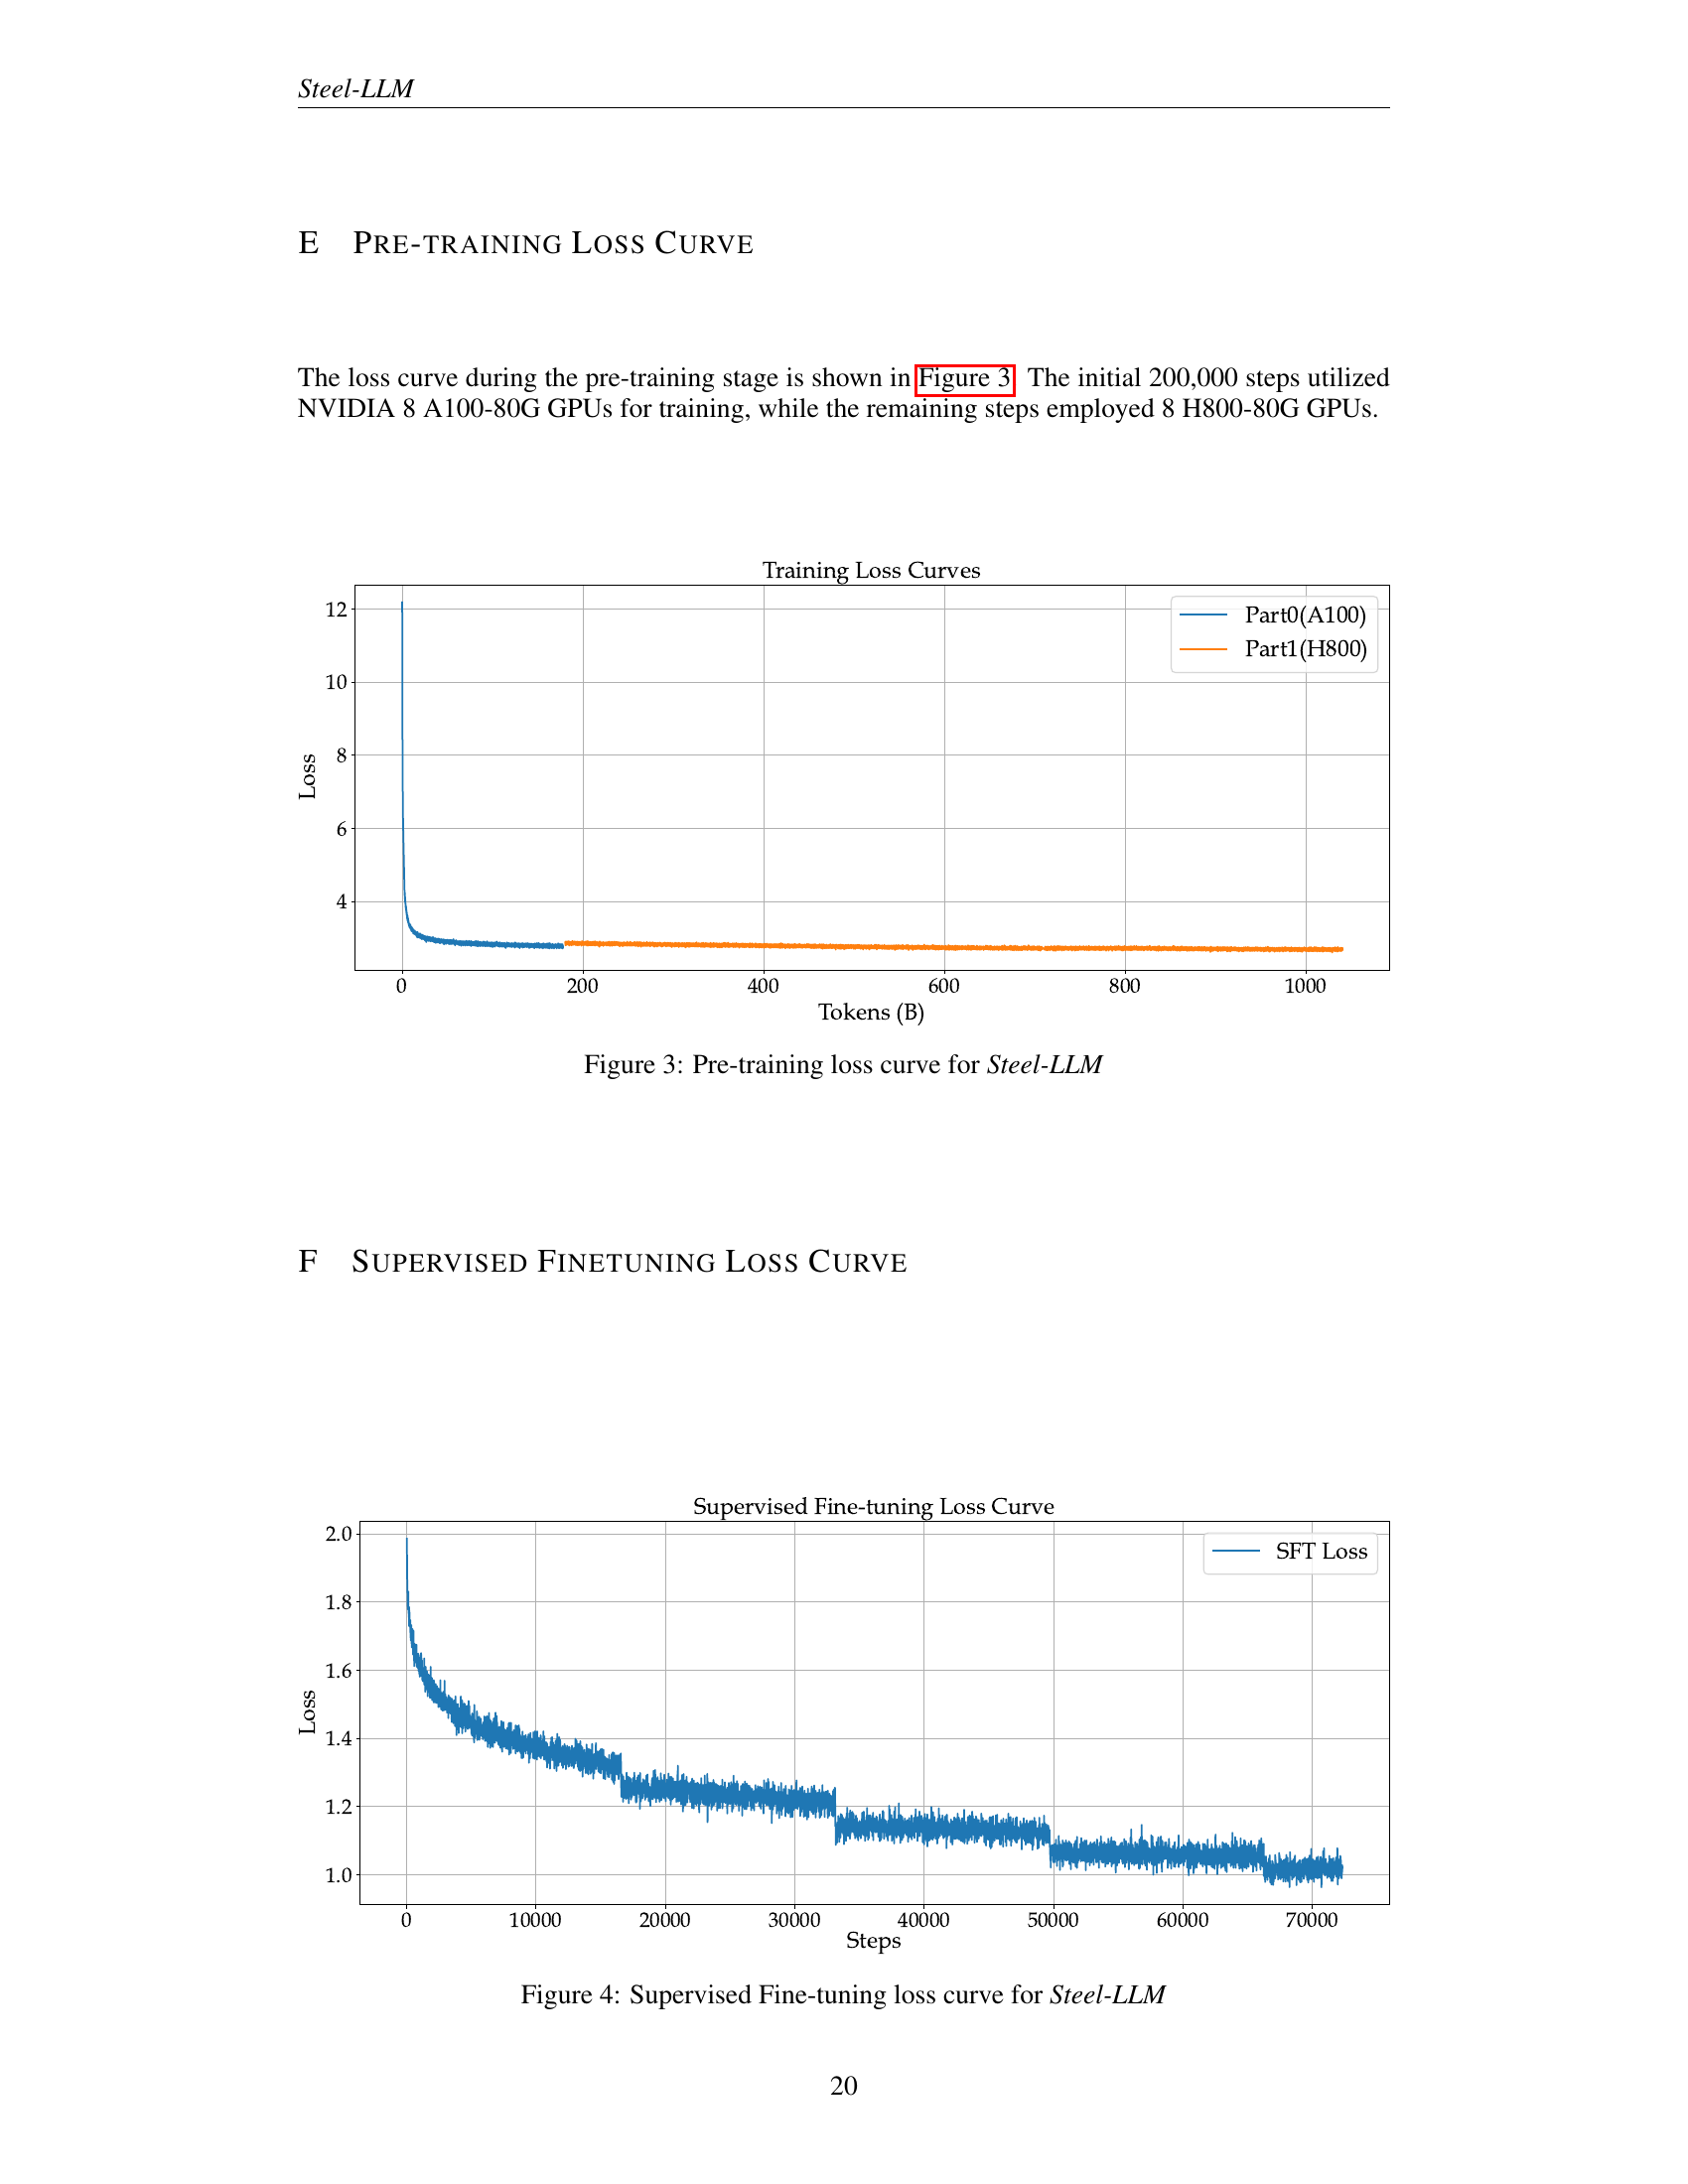 Steel-LLM
E PRE-TRAINING LOSS CURVE
The loss curve during the pre-training stage is shown in Figure 3 The initial 200,000 steps utilized
NVIDIA 8 A100-80G GPUs for training, while the remaining steps employed 8 H800-80G GPUs.
Training Loss Curves
12
10
8
6
4
Loss
Part0(A100)
Part1(H800)
0 200 400 600 800 1000
Tokens (B)
Figure 3: Pre-training loss curve for Steel-LLM
F SUPERVISED FINETUNING LOSS CURVE
Supervised Fine-tuning Loss Curve
2.0
1.8
1.6
1.4
1.2
1.0
Loss
SFT Loss
0 10000 20000 30000 40000 50000 60000 70000
Steps
Figure 4: Supervised Fine-tuning loss curve for Steel-LLM
20